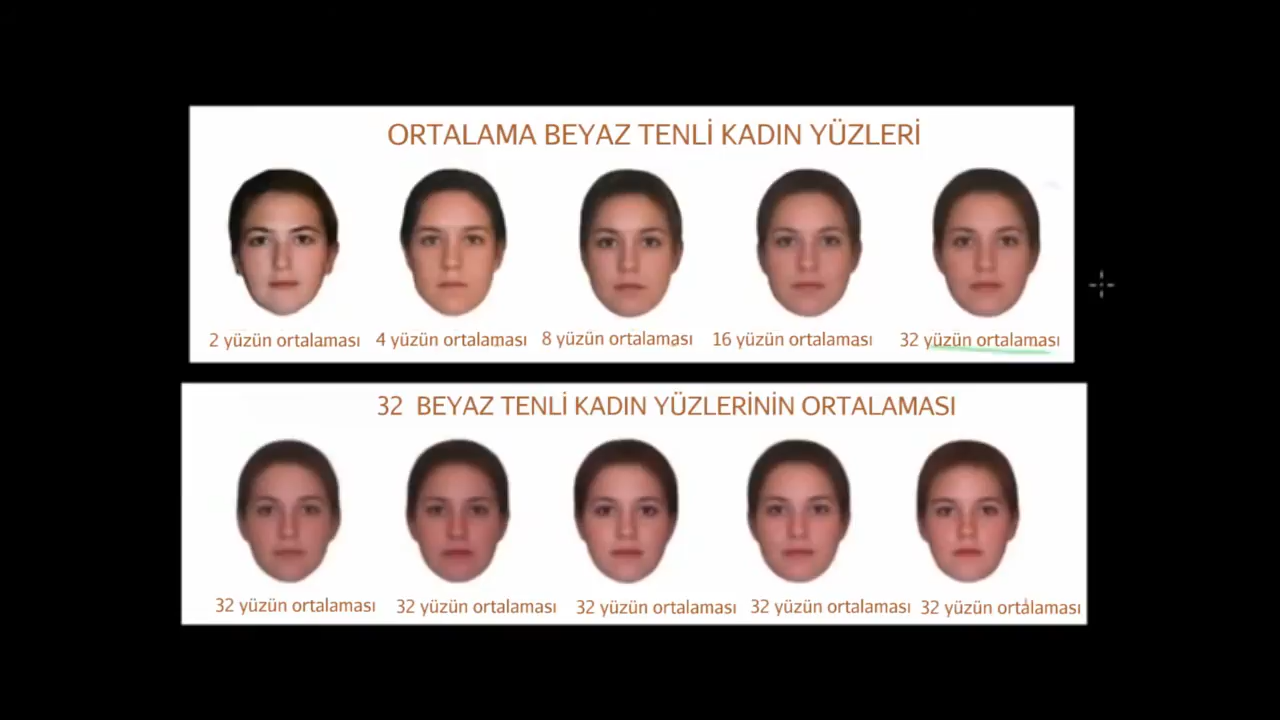 ORTALAMA BEYAZ TENLİ KADIN YÜZLERİ
2 yüzün ortalaması 4 yüzün ortalaması 8 yüzün ortalaması 16 yüzün ortalaması 32 yüzün ortalaması
32 BEYAZ TENLİ KADIN YÜZLERİNİN ORTALAMASI
32 yüzün ortalaması 32 yüzün ortalaması 32 yüzün ortalaması 32 yüzün ortalaması 32 yüzün ortalaması